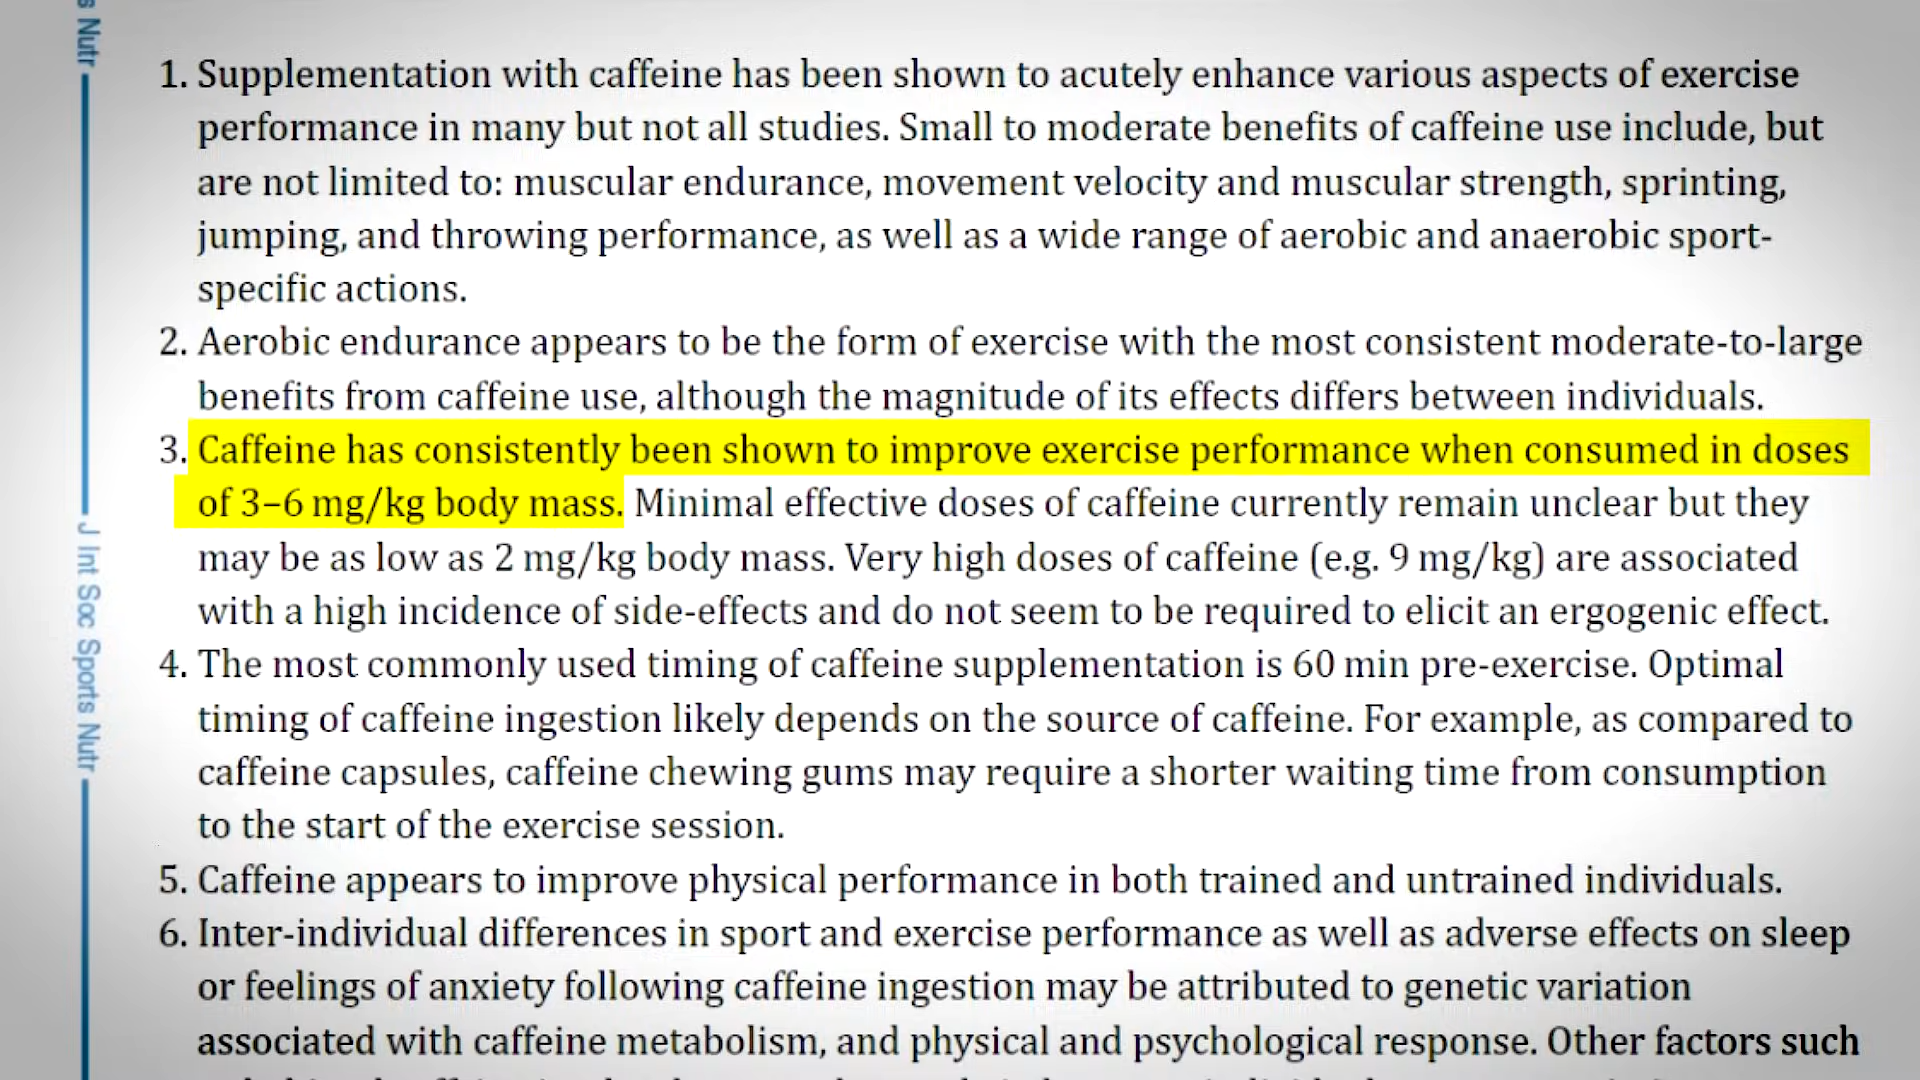 s Nutr
J Int Soc Sports Nutr
1. Supplementation with caffeine has been shown to acutely enhance various aspects of exercise
performance in many but not all studies. Small to moderate benefits of caffeine use include, but
are not limited to: muscular endurance, movement velocity and muscular strength, sprinting,
jumping, and throwing performance, as well as a wide range of aerobic and anaerobic sport-
specific actions.
2. Aerobic endurance appears to be the form of exercise with the most consistent moderate-to-large
benefits from caffeine use, although the magnitude of its effects differs between individuals.
3. Caffeine has consistently been shown to improve exercise performance when consumed in doses
of 3–6 mg/kg body mass. Minimal effective doses of caffeine currently remain unclear but they
may be as low as 2 mg/kg body mass. Very high doses of caffeine (e.g. 9 mg/kg) are associated
with a high incidence of side-effects and do not seem to be required to elicit an ergogenic effect.
4. The most commonly used timing of caffeine supplementation is 60 min pre-exercise. Optimal
timing of caffeine ingestion likely depends on the source of caffeine. For example, as compared to
caffeine capsules, caffeine chewing gums may require a shorter waiting time from consumption
to the start of the exercise session.
5. Caffeine appears to improve physical performance in both trained and untrained individuals.
6. Inter-individual differences in sport and exercise performance as well as adverse effects on sleep
or feelings of anxiety following caffeine ingestion may be attributed to genetic variation
associated with caffeine metabolism, and physical and psychological response. Other factors such